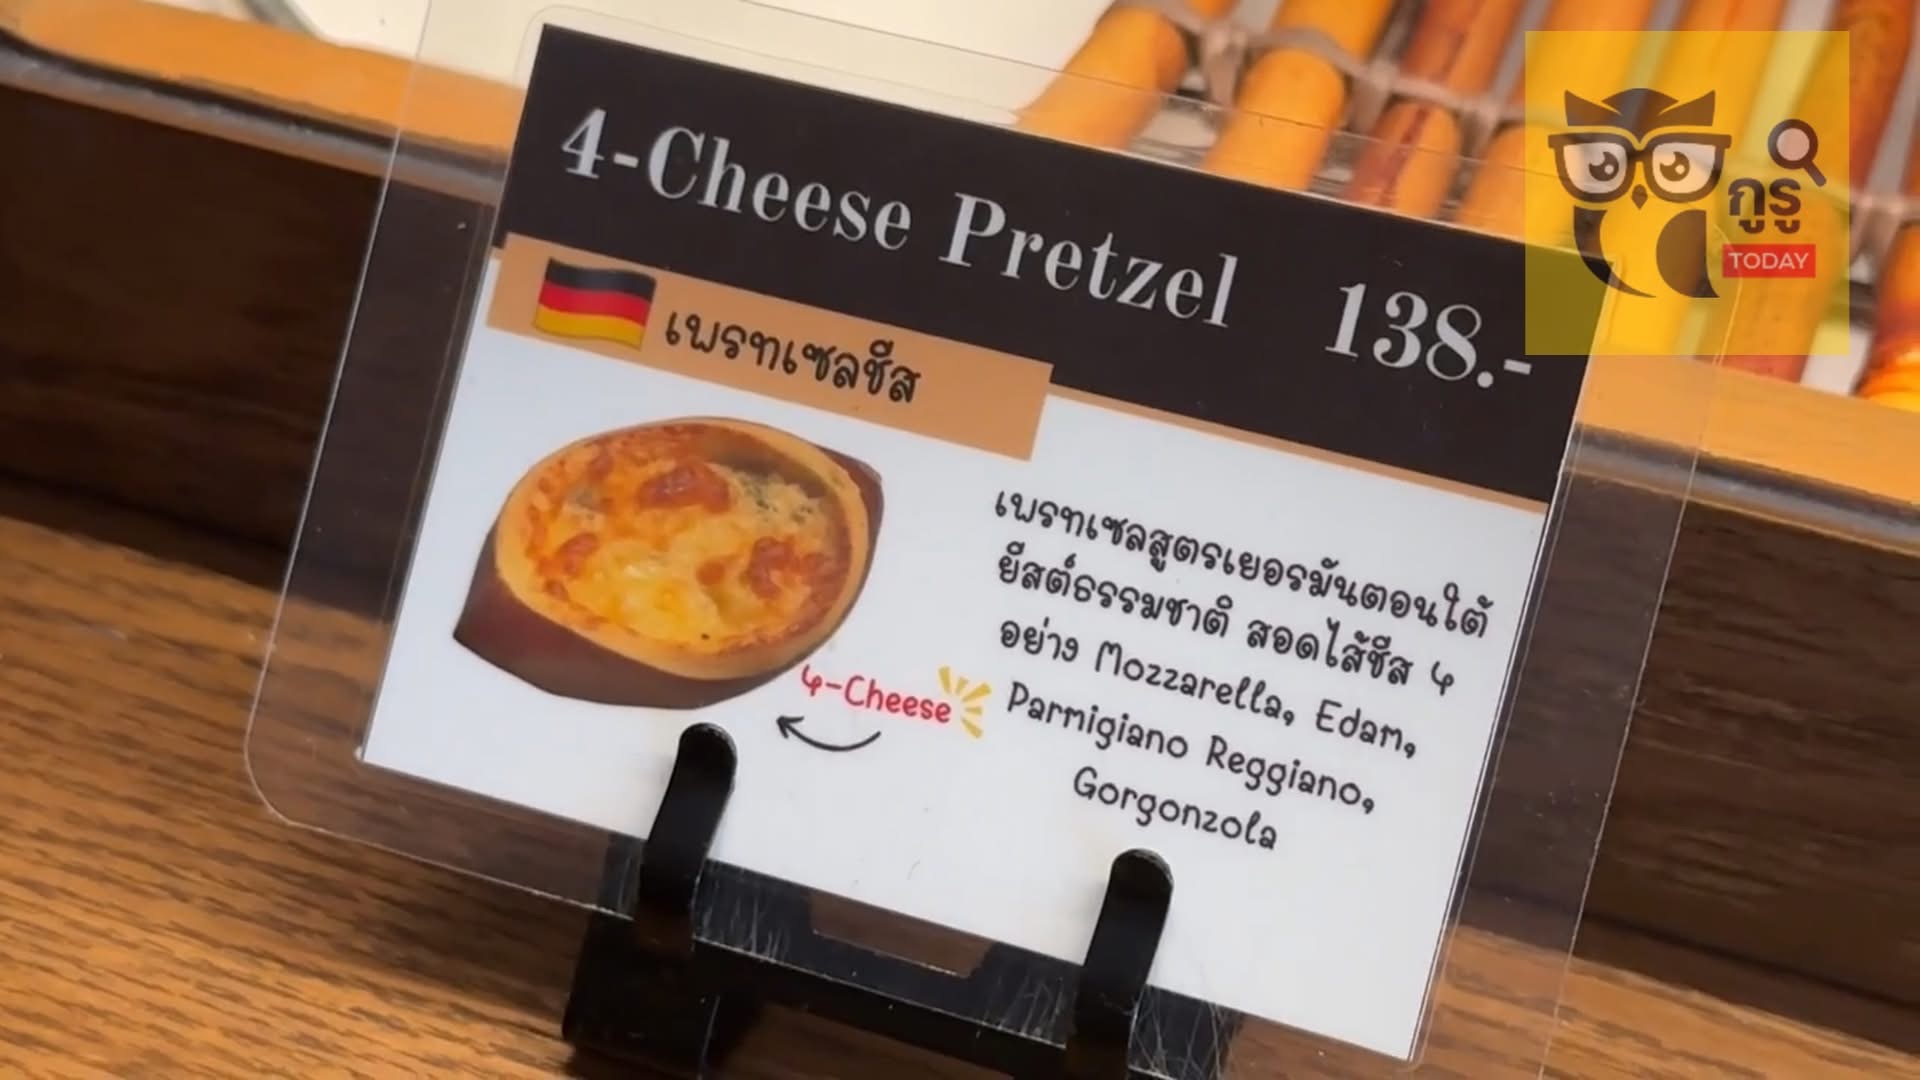 4-Cheese Pretzel 138.-
เพรทเซลชีส
เพรทเซลสูตรเยอรมันตอนใต้
ยีสต์ธรรมชาติ สอดไส้ชีส 4
อย่าง Mozzarella, Edam,
Parmigiano Reggiano,
Gorgonzola
4-Cheese
กูรู
TODAY